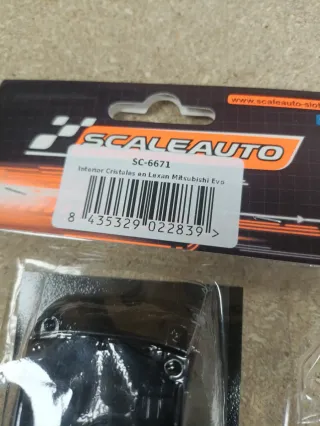 www.scaleauto-slot
SCALEAUTO
SC-6671
Interior Cristales en Lexan Mitsubishi Evo
8 435329 022839 >